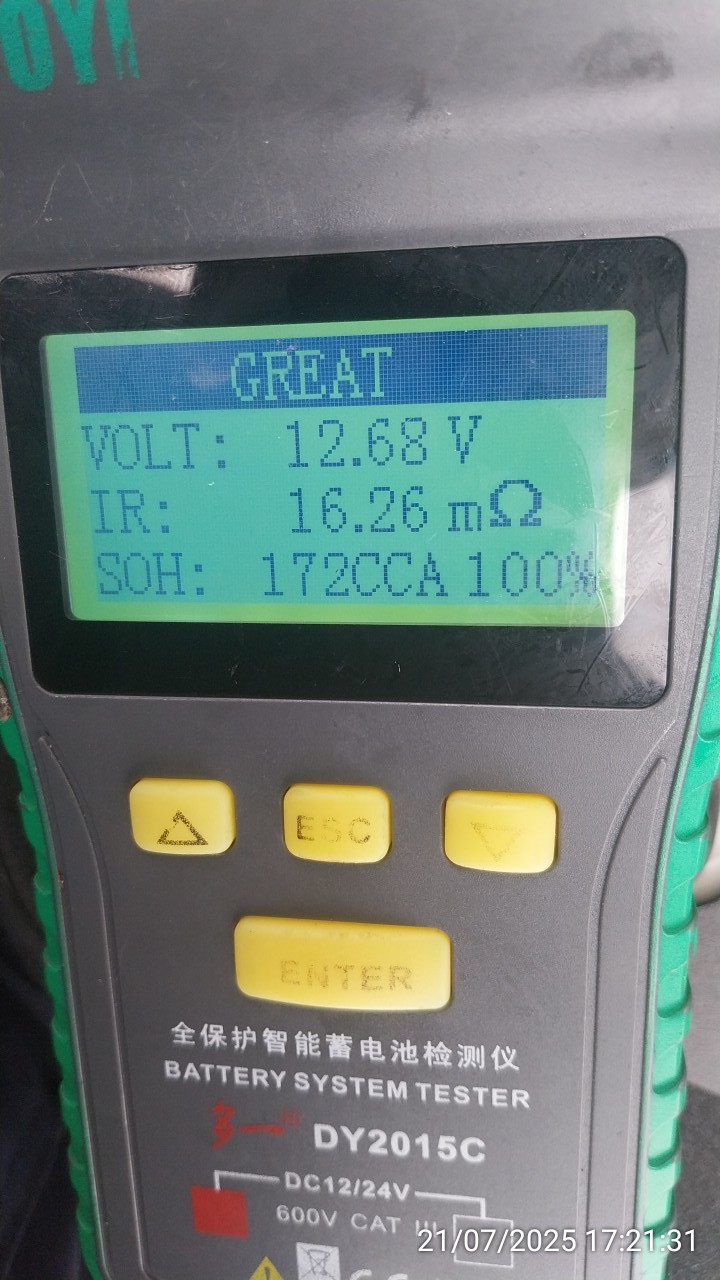 GREAT
VOLT: 12.68 V
IR: 16.26 mΩ
SOH: 172CCA 100%
ESC
ENTER
全保护智能蓄电池检测仪
BATTERY SYSTEM TESTER
DY2015C
DC12/24V
600V CAT III
21/07/2025 17:21:31